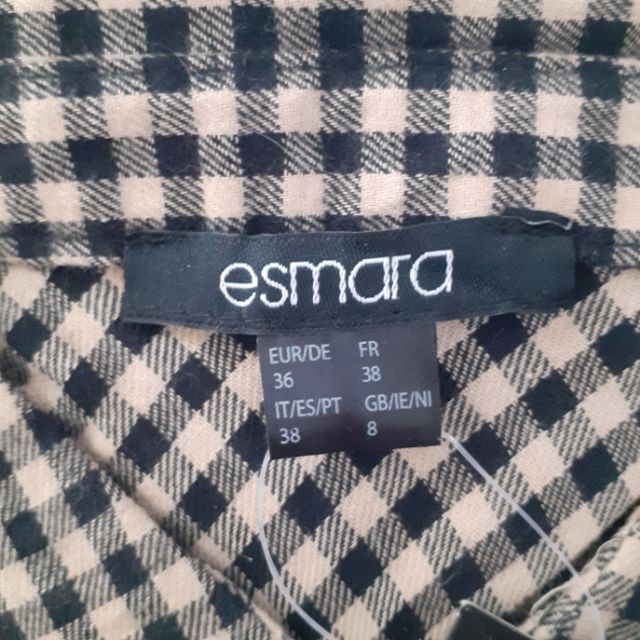 esmara
EUR/DE FR
36 38
IT/ES/PT GB/IE/NI
38 8